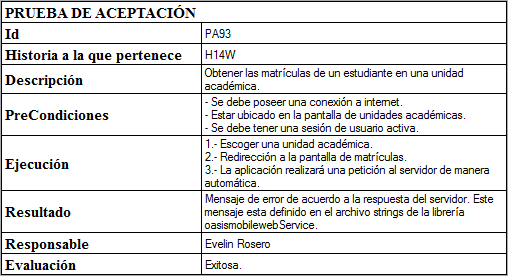 PRUEBA DE ACEPTACIÓN
Id PA93
Historia a la que pertenece H14W
Descripción Obtener las matrículas de un estudiante en una unidad
académica.
PreCondiciones - Se debe poseer una conexión a internet.
- Estar ubicado en la pantalla de unidades académicas.
- Se debe tener una sesión de usuario activa.
Ejecución 1.- Escoger una unidad académica.
2.- Redirección a la pantalla de matrículas.
3.- La aplicación realizará una petición al servidor de manera
automática.
Resultado Mensaje de error de acuerdo a la respuesta del servidor. Este
mensaje esta definido en el archivo strings de la librería
oasismobilewebService.
Responsable Evelin Rosero
Evaluación Exitosa.